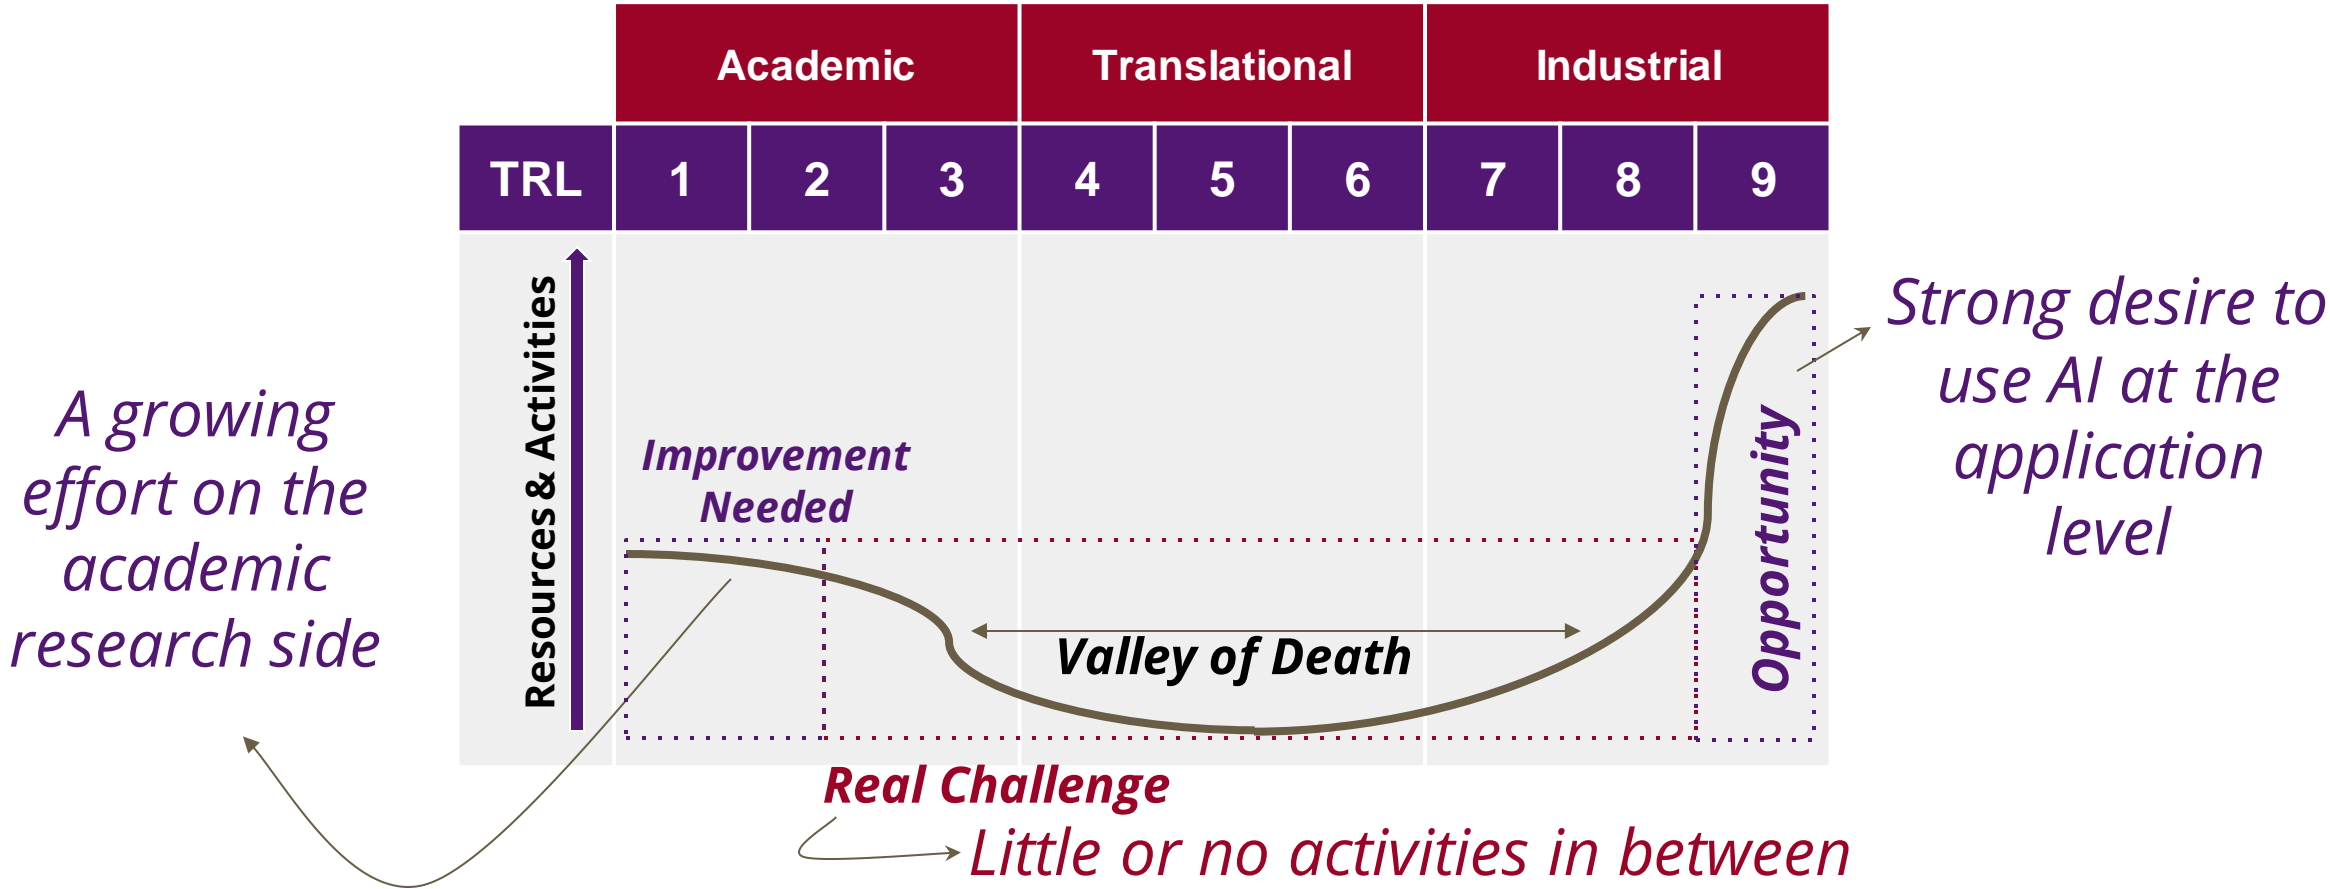 Academic Translational Industrial
TRL 1 2 3 4 5 6 7 8 9
Resources & Activities
A growing
effort on the
academic
research side
Improvement
Needed
Valley of Death
Opportunity
Strong desire to
use AI at the
application
level
Real Challenge
Little or no activities in between